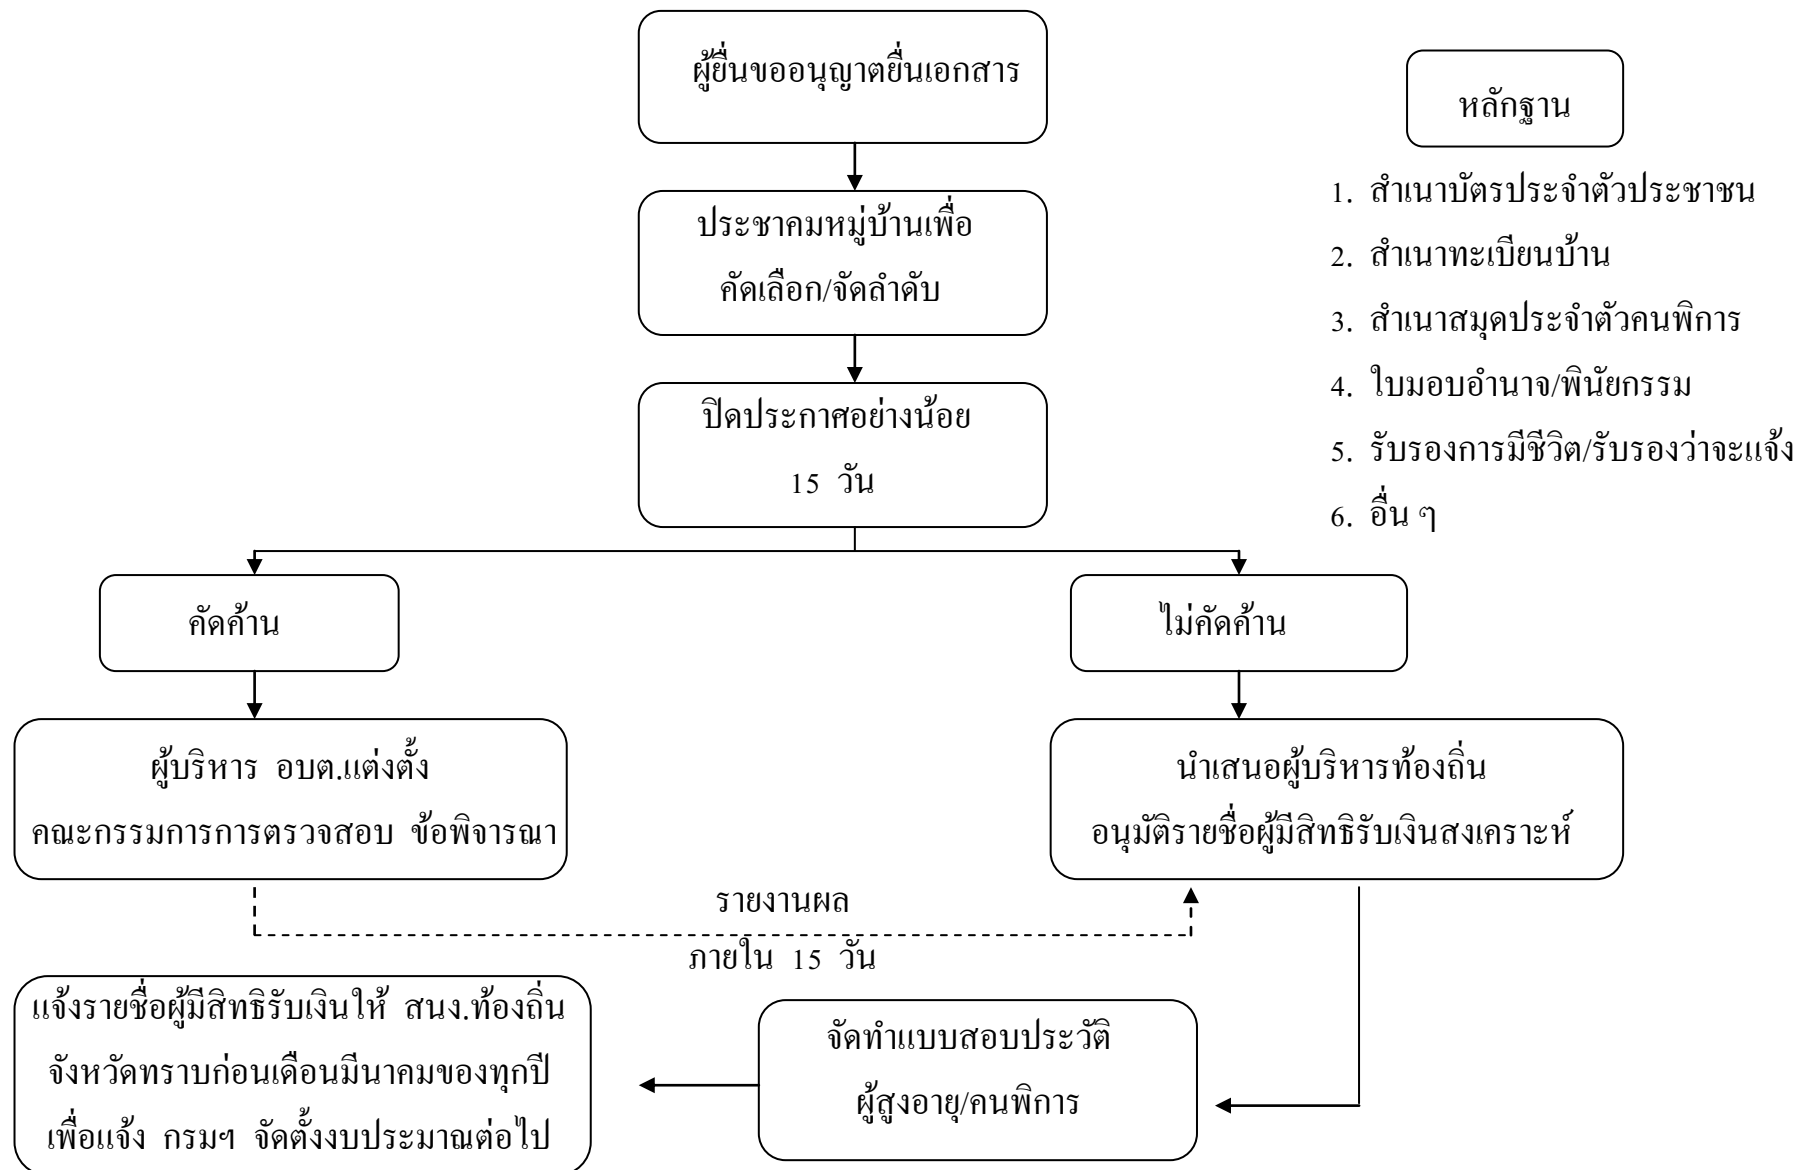 ผู้ยื่นขออนุญาตยื่นเอกสาร
หลักฐาน
1. สำเนาบัตรประจำตัวประชาชน
2. สำเนาทะเบียนบ้าน
3. สำเนาสมุดประจำตัวคนพิการ
4. ใบมอบอำนาจ/พินัยกรรม
5. รับรองการมีชีวิต/รับรองว่าจะแจ้ง
6. อื่น ๆ
ประชาคมหมู่บ้านเพื่อ
คัดเลือก/จัดลำดับ
ปิดประกาศอย่างน้อย
15 วัน
คัดค้าน
ไม่คัดค้าน
ผู้บริหาร อบต.แต่งตั้ง
คณะกรรมการการตรวจสอบ ข้อพิจารณา
นำเสนอผู้บริหารท้องถิ่น
อนุมัติรายชื่อผู้มีสิทธิรับเงินสงเคราะห์
รายงานผล
ภายใน 15 วัน
แจ้งรายชื่อผู้มีสิทธิรับเงินให้ สนง.ท้องถิ่น
จังหวัดทราบก่อนเดือนมีนาคมของทุกปี
เพื่อแจ้ง กรมฯ จัดตั้งงบประมาณต่อไป
จัดทำแบบสอบประวัติ
ผู้สูงอายุ/คนพิการ